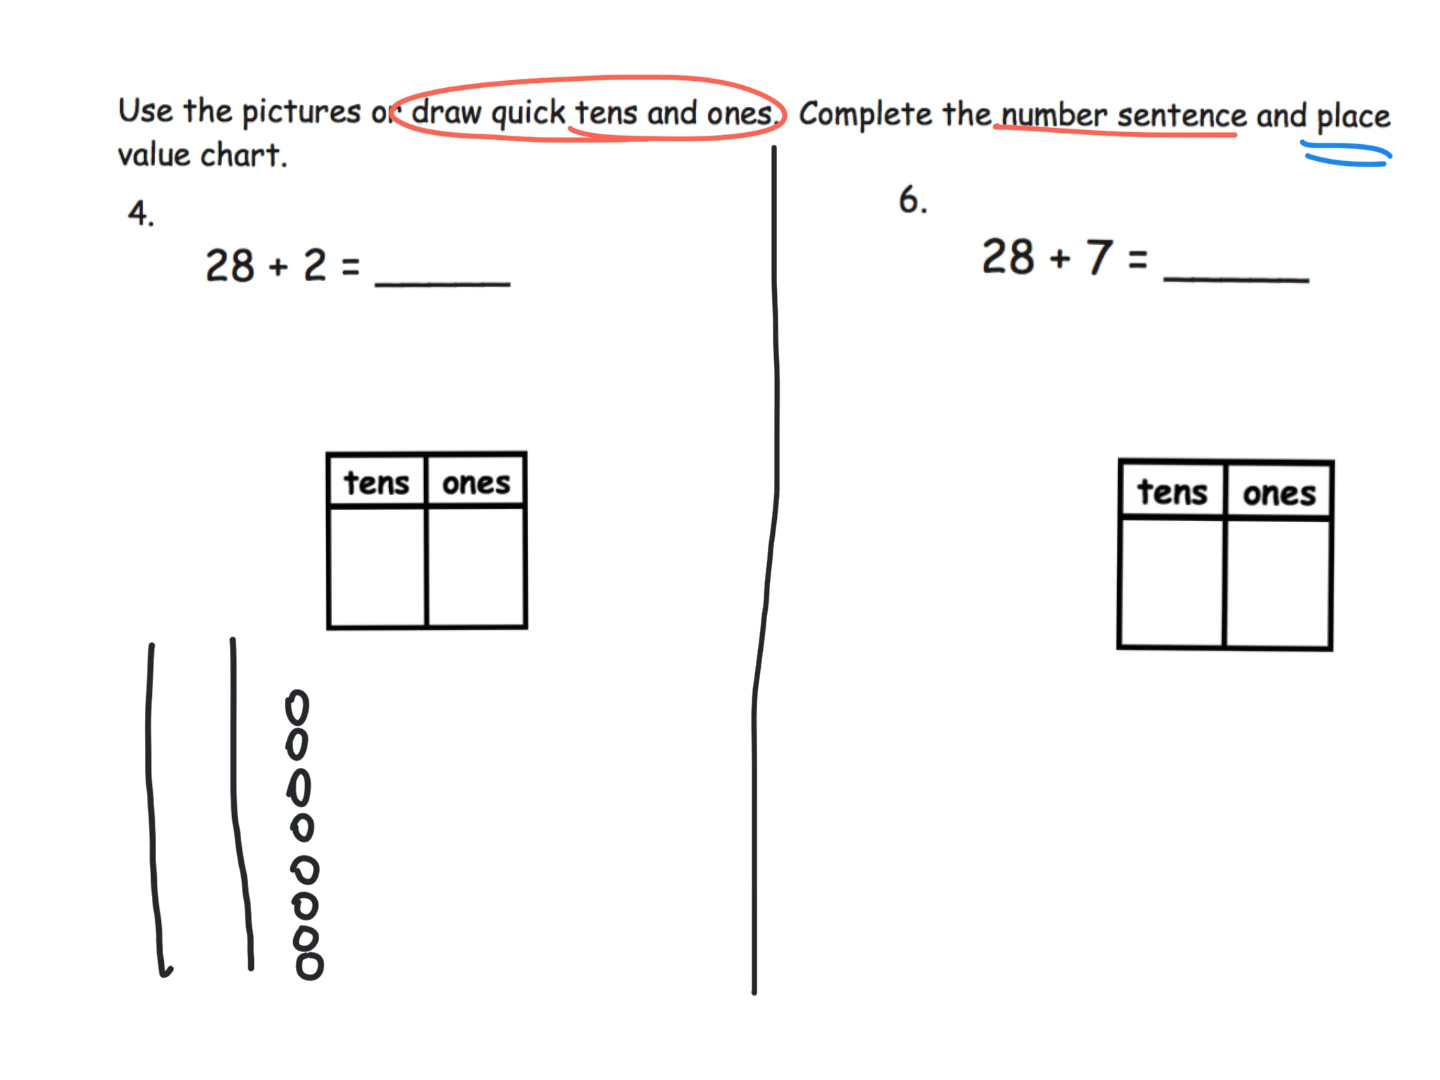 Use the pictures or draw quick tens and ones. Complete the number sentence and place
value chart.
4.
28 + 2 = ______
tens ones
6.
28 + 7 = ______
tens ones